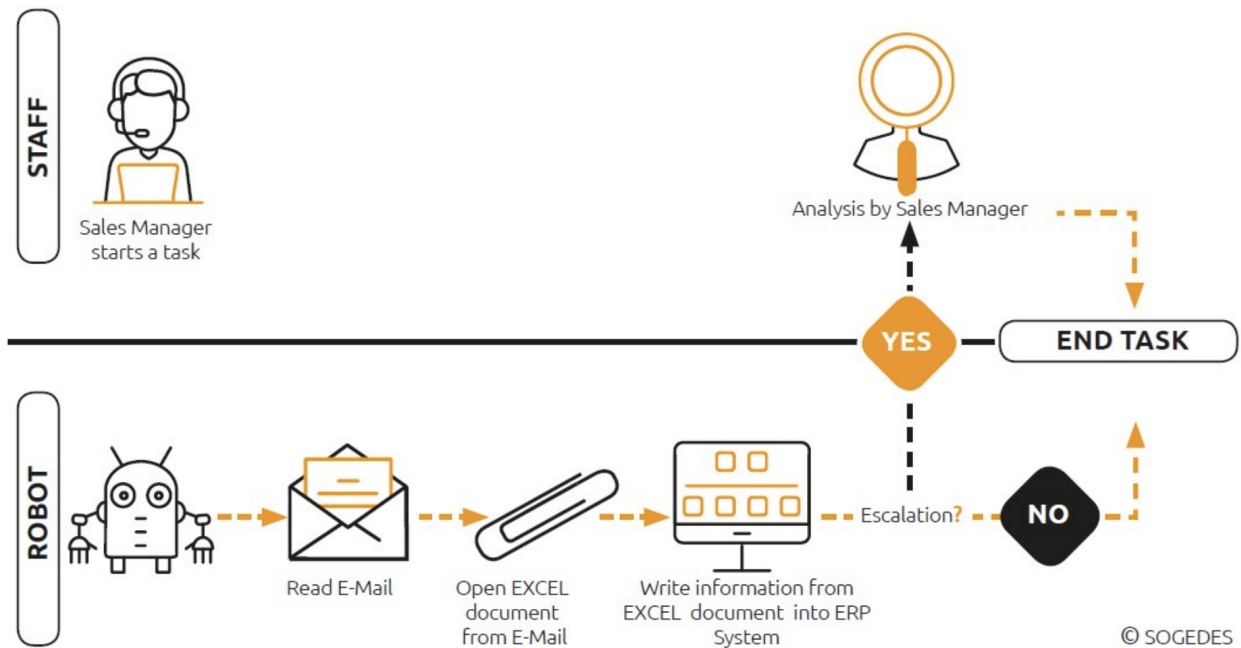 STAFF
Sales Manager
starts a task
Analysis by Sales Manager
YES
END TASK
ROBOT
Read E-Mail
Open EXCEL
document
from E-Mail
Write information from
EXCEL document into ERP
System
Escalation?
NO
© SOGEDES